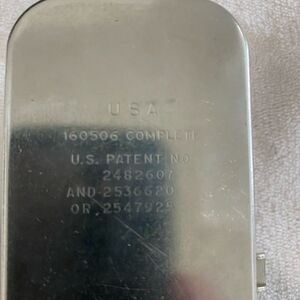 USA
160506 COMPLETE
U.S. PATENT NO
2482607
AND-2536620
OR 2547925